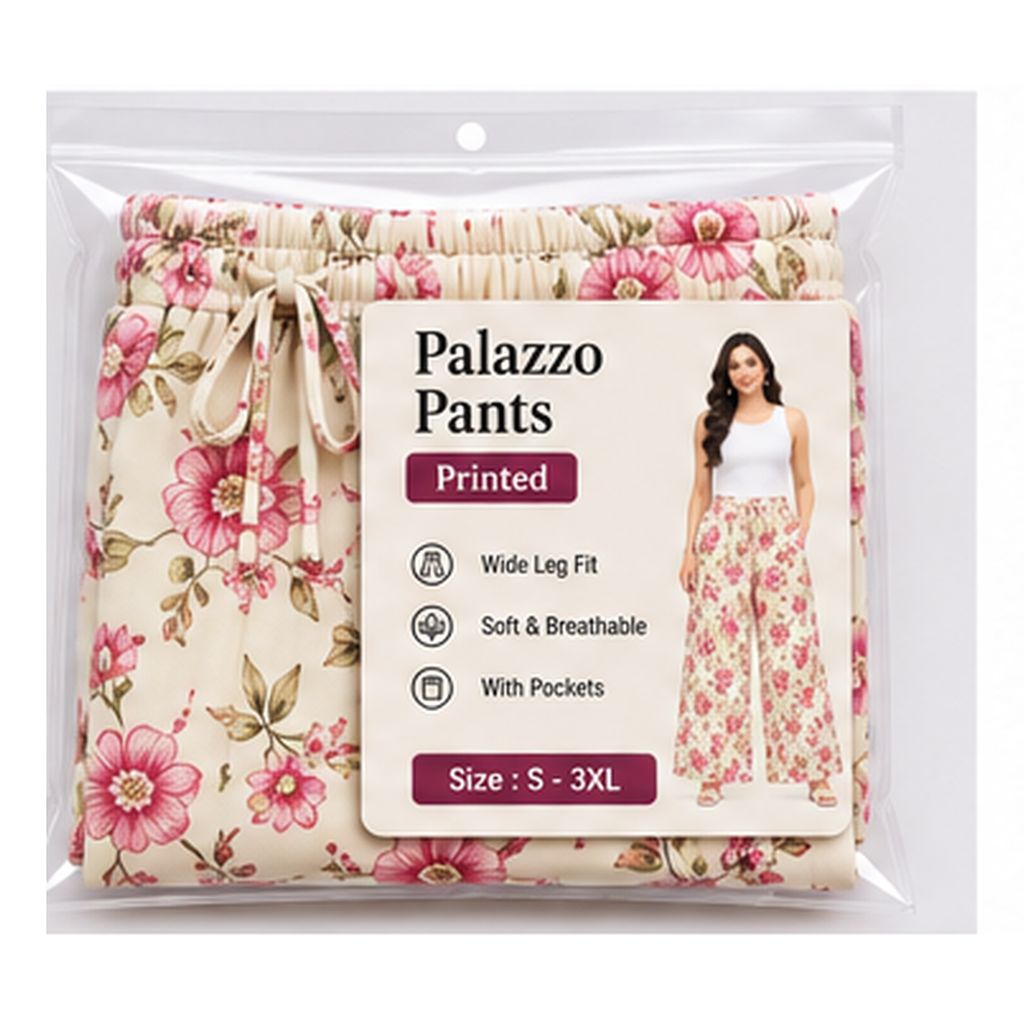 Palazzo
Pants
Printed
Wide Leg Fit
Soft & Breathable
With Pockets
Size : S - 3XL